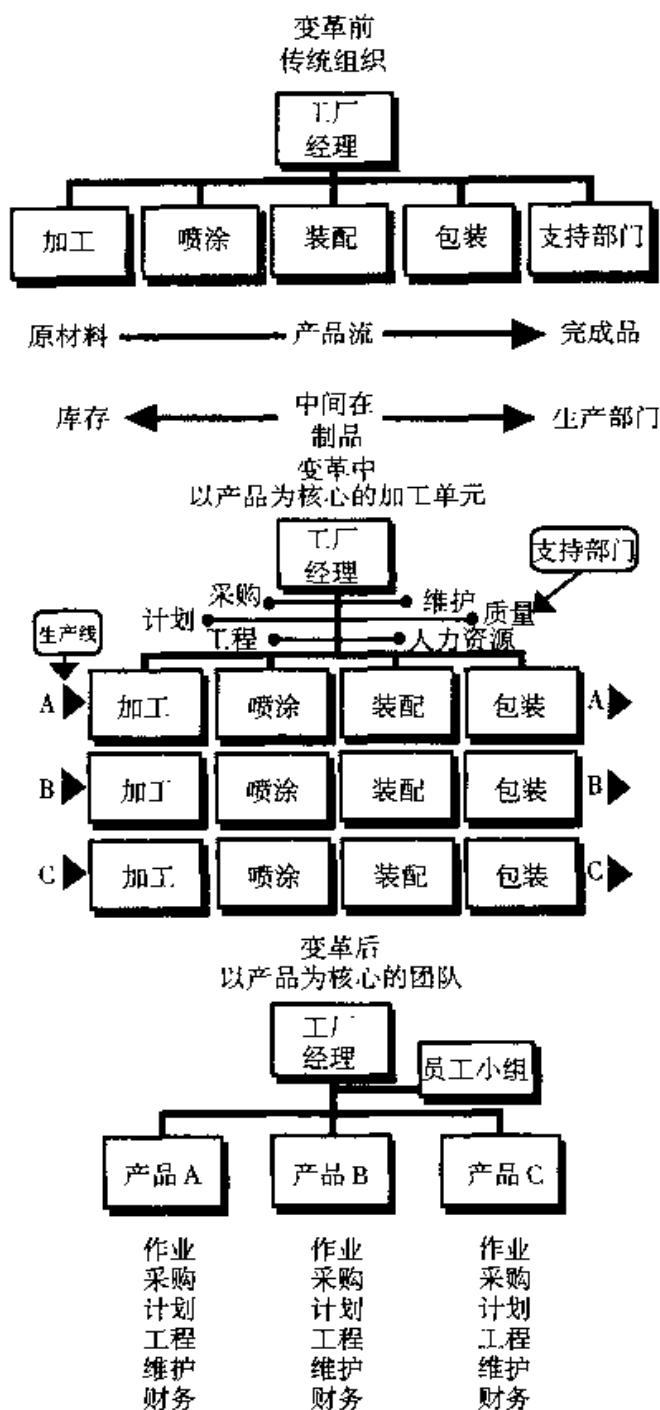 变革前
传统组织
工厂
经理
加工 喷涂 装配 包装 支持部门
原材料 产品流 完成品
库存 中间在制品 生产部门
变革中
以产品为核心的加工单元
工厂
经理
支持部门
采购 维护
计划 质量
工程 人力资源
生产线
A 加工 喷涂 装配 包装 A
B 加工 喷涂 装配 包装 B
C 加工 喷涂 装配 包装 C
变革后
以产品为核心的团队
工厂
经理
员工小组
产品 A 产品 B 产品 C
作业 作业 作业
采购 采购 采购
计划 计划 计划
工程 工程 工程
维护 维护 维护
财务 财务 财务